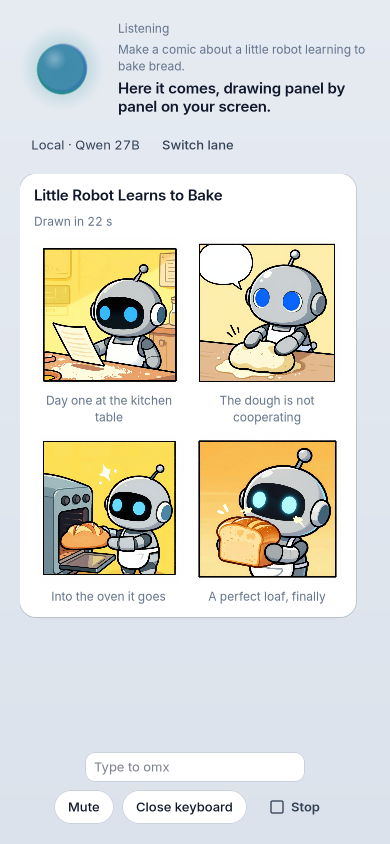 Listening
Make a comic about a little robot learning to
bake bread.
Here it comes, drawing panel by
panel on your screen.
Local · Qwen 27B
Switch lane
Little Robot Learns to Bake
Drawn in 22 s
Day one at the kitchen
table
The dough is not
cooperating
Into the oven it goes
A perfect loaf, finally
Type to omx
Mute
Close keyboard
Stop